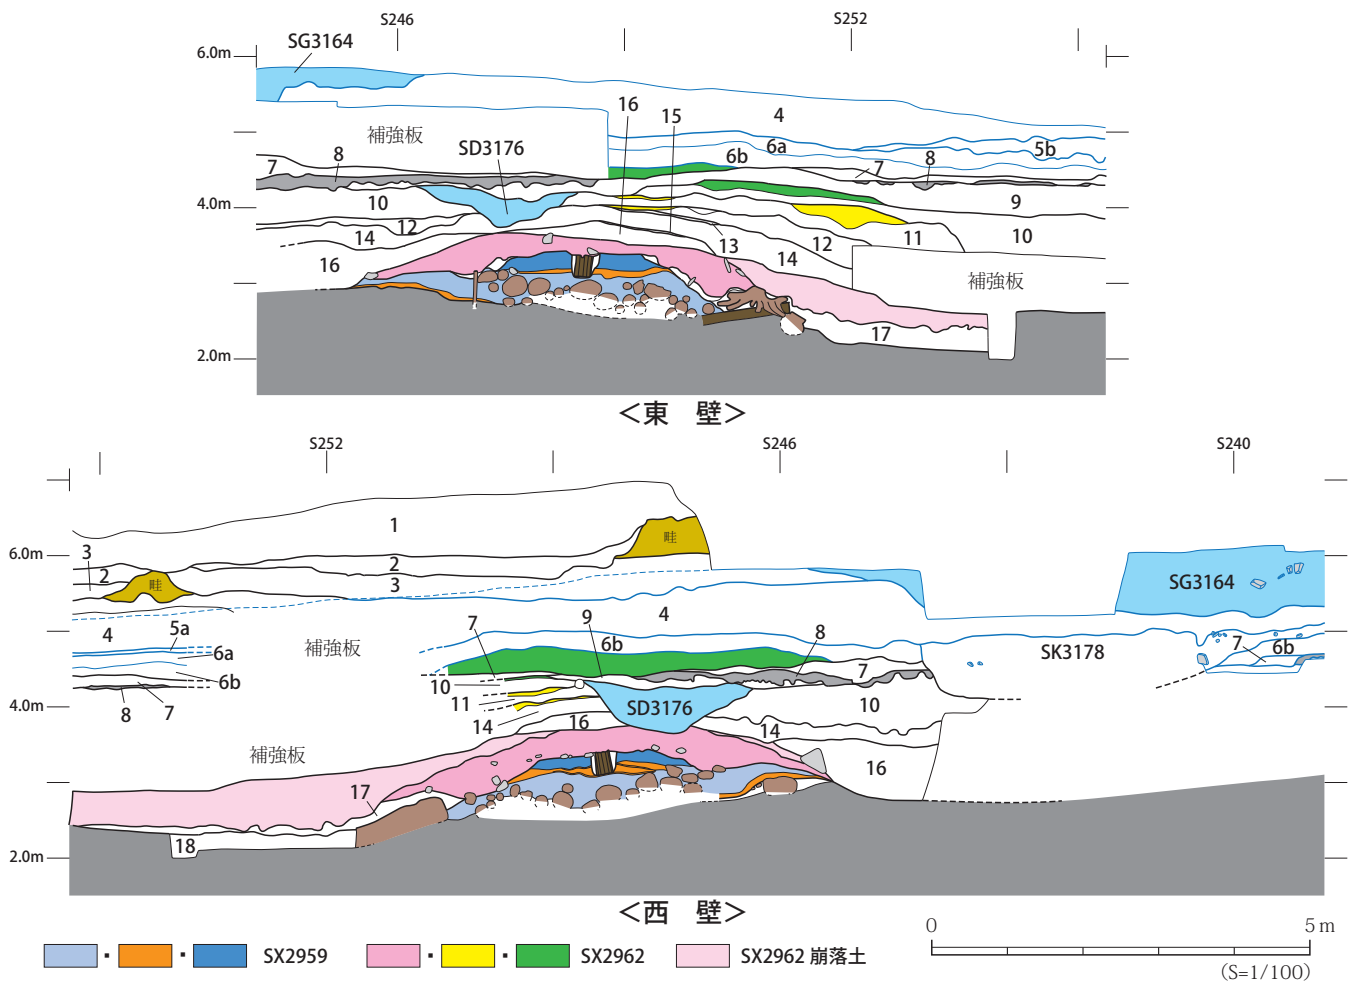 S246 S252
SG3164
6.0m
16 15 4
補強板
SD3176 6a 5b
7 8 6b 7 8
4.0m
10 9
12 13 12 11 10
14 14
16
補強板
17
2.0m
＜東 壁＞
S252 S246 S240
1
6.0m
3 畦
2 2
畦 3 SG3164
4 5a 7 9 4
6a 補強板 6b 8 SK3178 7 6b
6b 7
8 7 10 10
4.0m 11 SD3176
14 16 14
補強板
16
17
18
2.0m
＜西 壁＞
・ ・ SX2959 ・ ・ SX2962 SX2962 崩落土
0 5 m
(S=1/100)